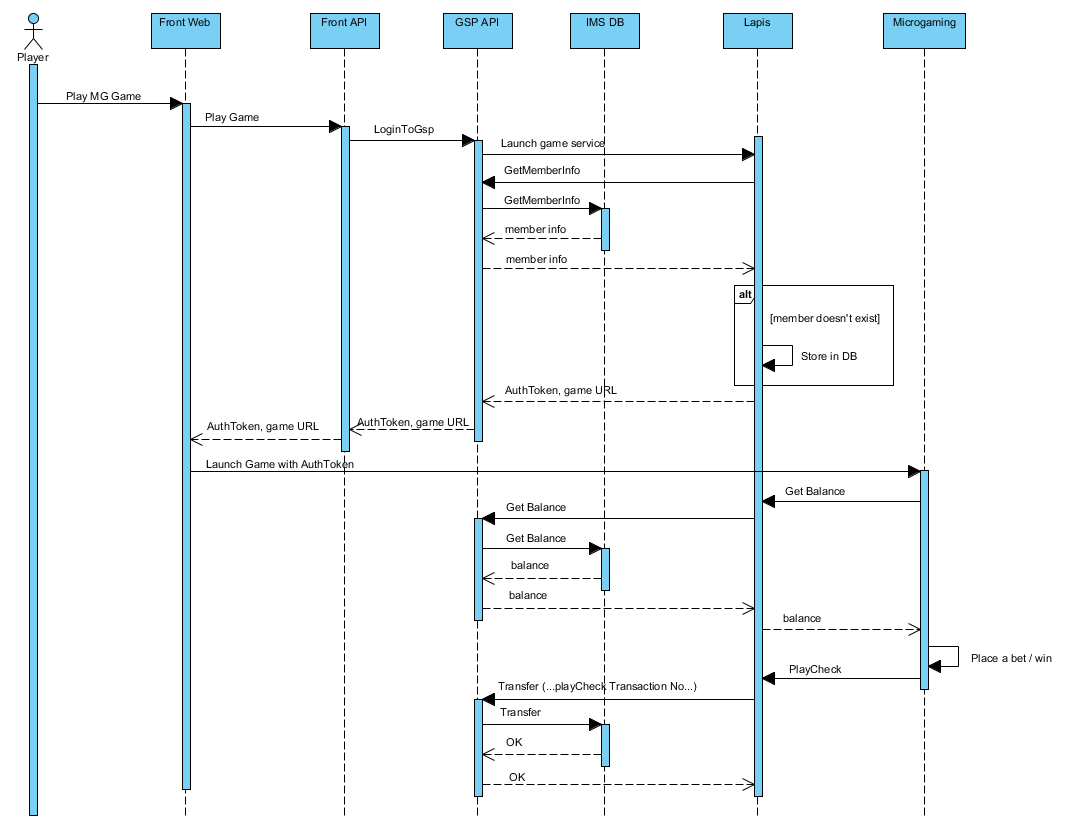 Front Web
Front API
GSP API
IMS DB
Lapis
Microgaming
Player
Play MG Game
Play Game
LoginToGsp
Launch game service
GetMemberInfo
GetMemberInfo
member info
member info
alt
[member doesn't exist]
Store in DB
AuthToken, game URL
AuthToken, game URL
AuthToken, game URL
Launch Game with AuthToken
Get Balance
Get Balance
Get Balance
balance
balance
balance
Place a bet / win
PlayCheck
Transfer (...playCheck Transaction No...)
Transfer
OK
OK